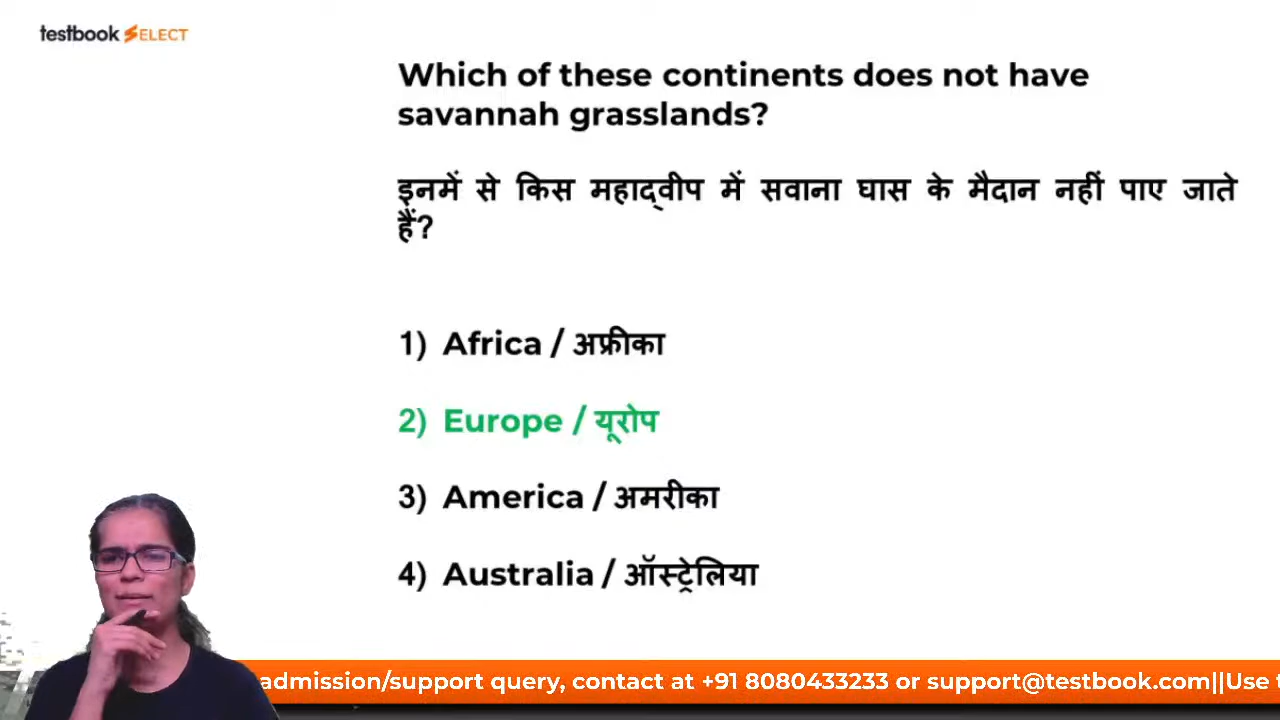 testbook SELECT
Which of these continents does not have
savannah grasslands?
इनमें से किस महाद्वीप में सवाना घास के मैदान नहीं पाए जाते
हैं?
1) Africa / अफ्रीका
2) Europe / यूरोप
3) America / अमरीका
4) Australia / ऑस्ट्रेलिया
admission/support query, contact at +91 8080433233 or support@testbook.com||Use